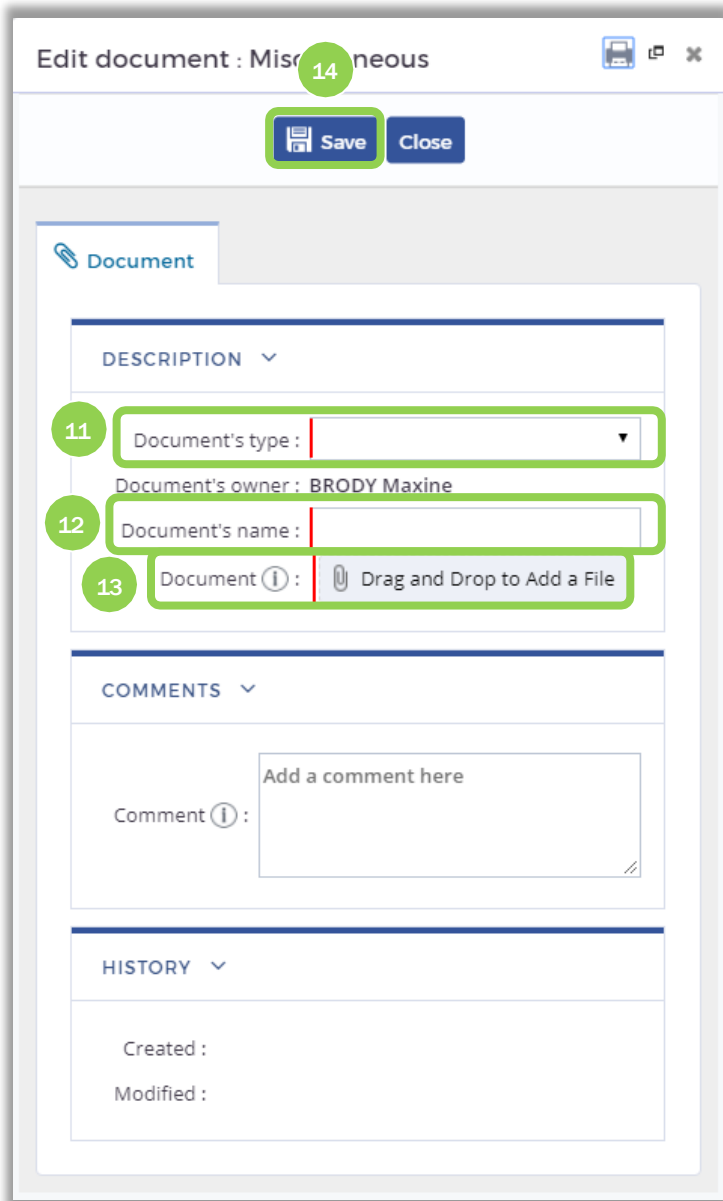 Edit document : Misc neous
14
Save Close
Document
DESCRIPTION
11
Document's type :
Document's owner : BRODY Maxine
12
Document's name :
13
Document i : Drag and Drop to Add a File
COMMENTS
Add a comment here
Comment i :
HISTORY
Created :
Modified :